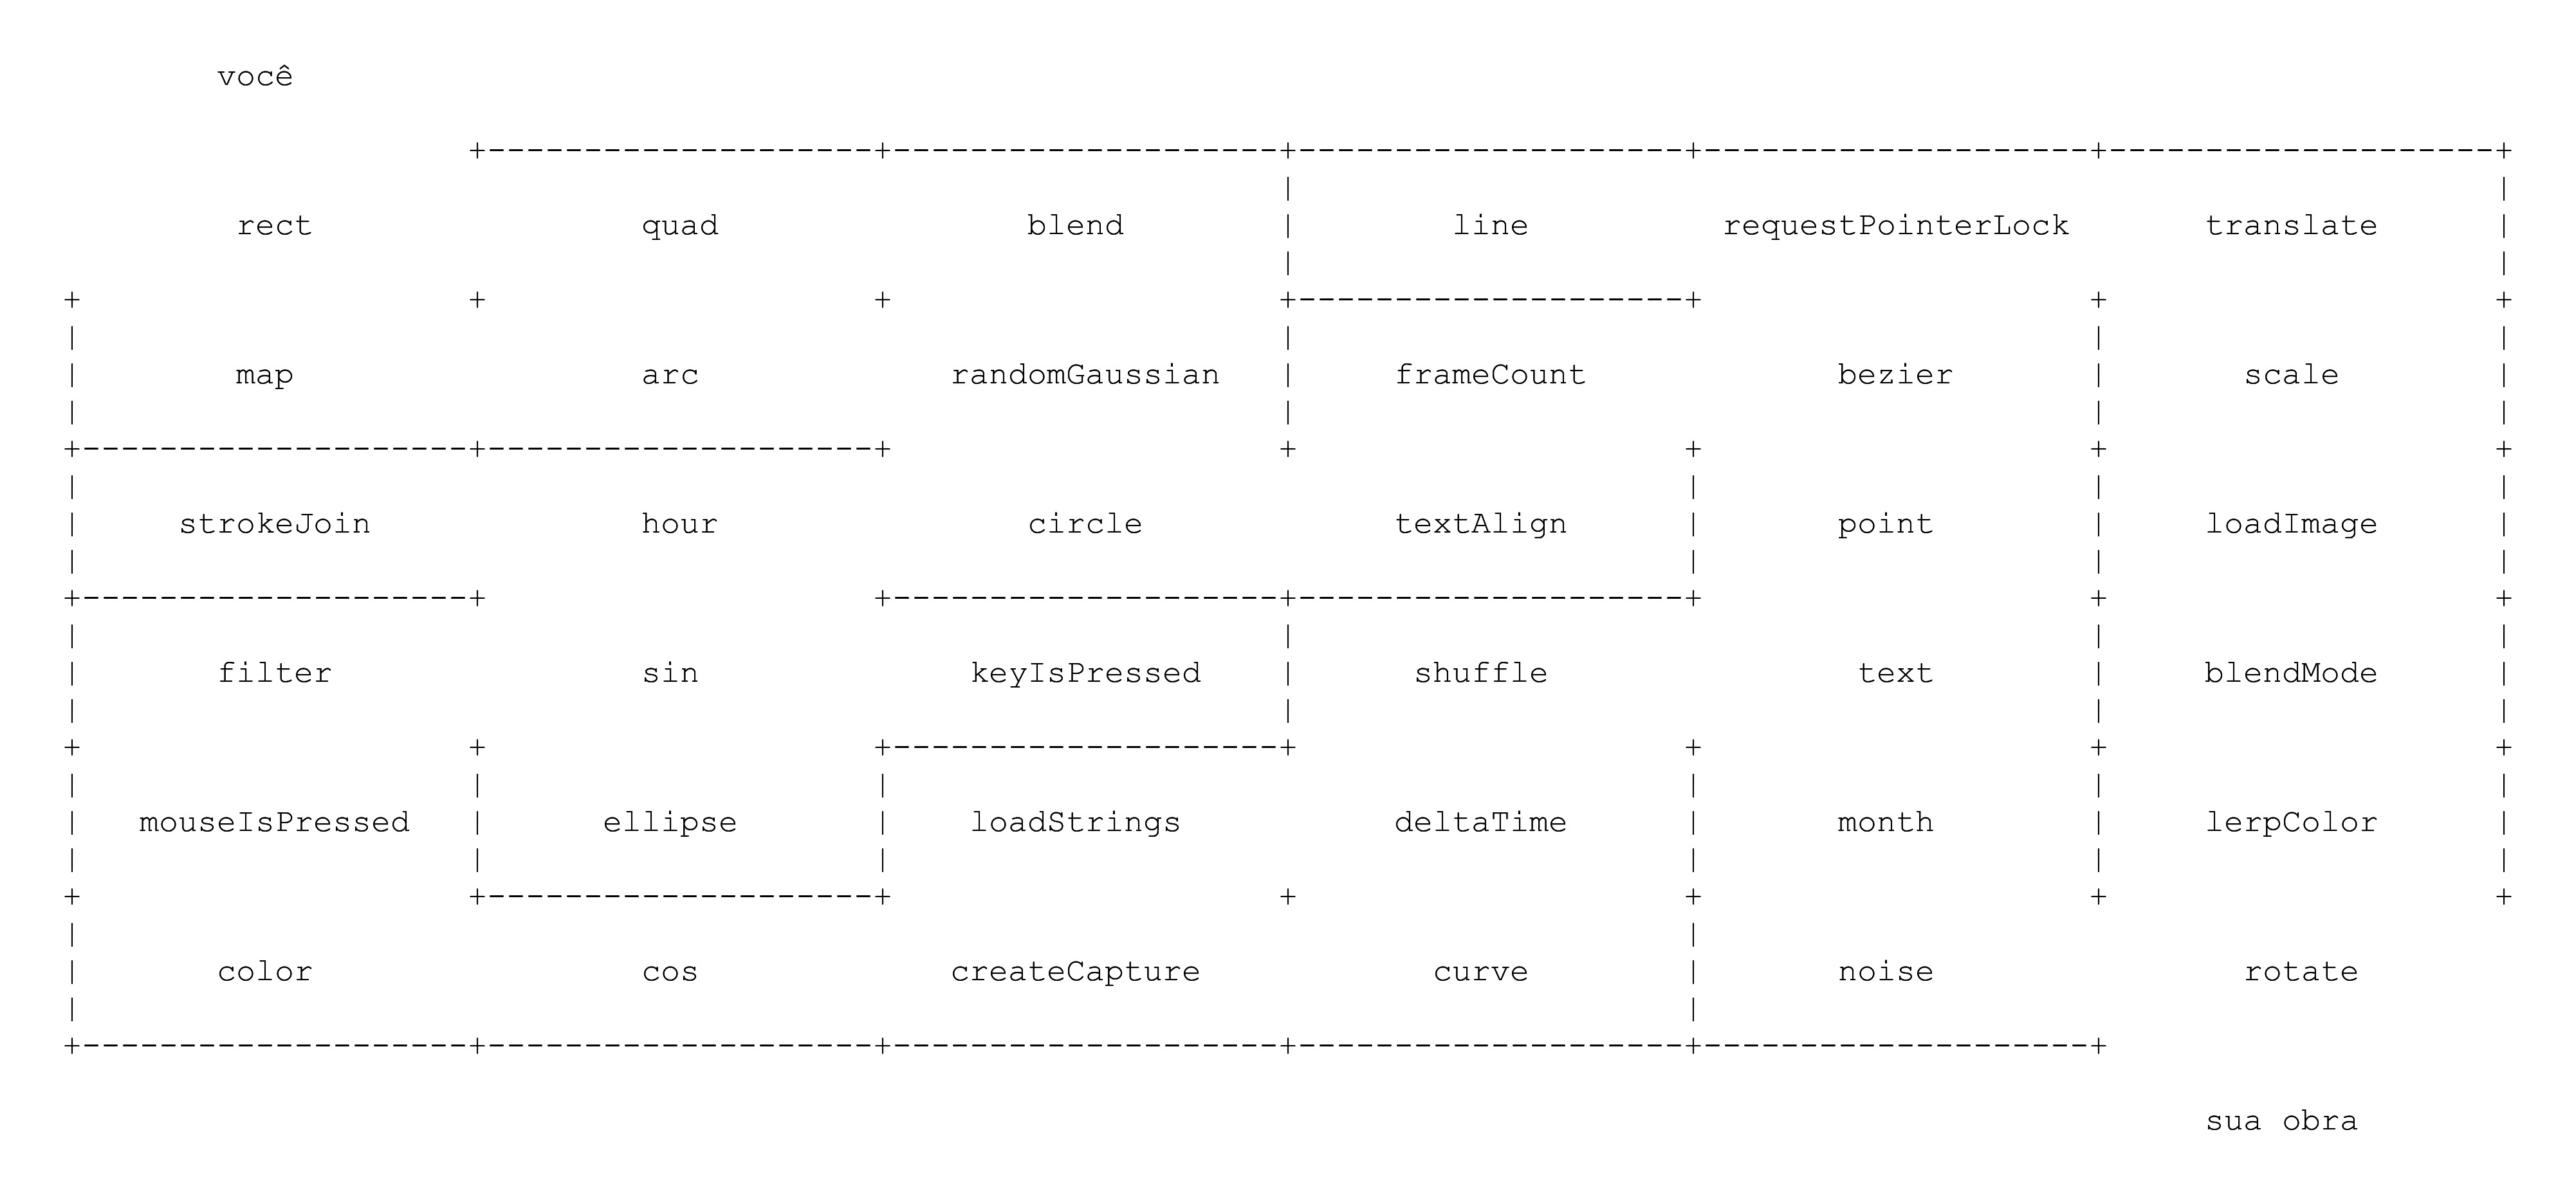 você
rect quad blend line requestPointerLock translate
map arc randomGaussian frameCount bezier scale
strokeJoin hour circle textAlign point loadImage
filter sin keyIsPressed shuffle text blendMode
mouseIsPressed ellipse loadStrings deltaTime month lerpColor
color cos createCapture curve noise rotate
sua obra